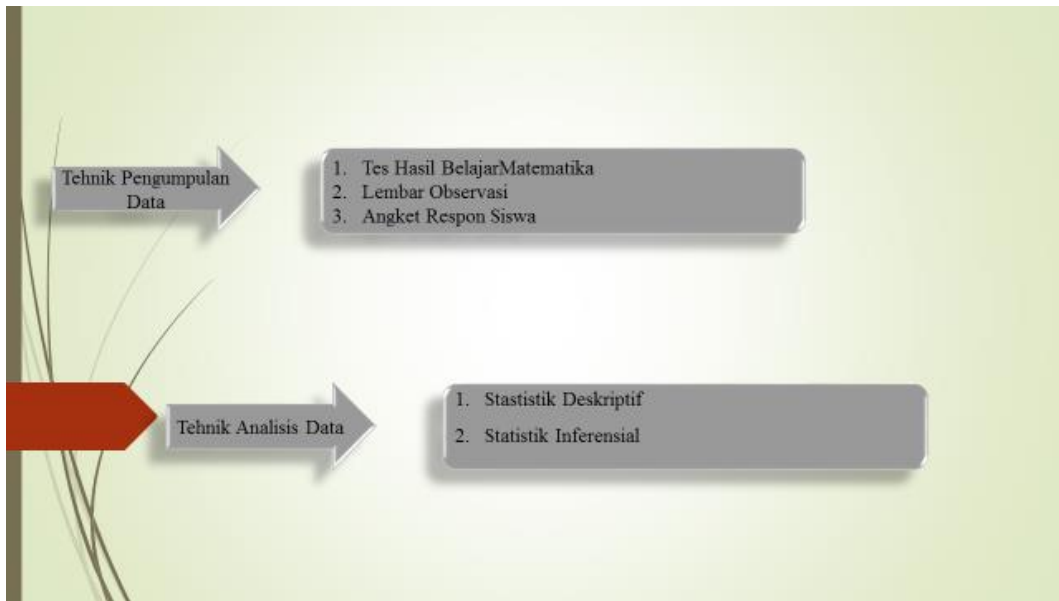 Tehnik Pengumpulan
Data
1. Tes Hasil BelajarMatematika
2. Lembar Observasi
3. Angket Respon Siswa
Tehnik Analisis Data
1. Stastistik Deskriptif
2. Statistik Inferensial